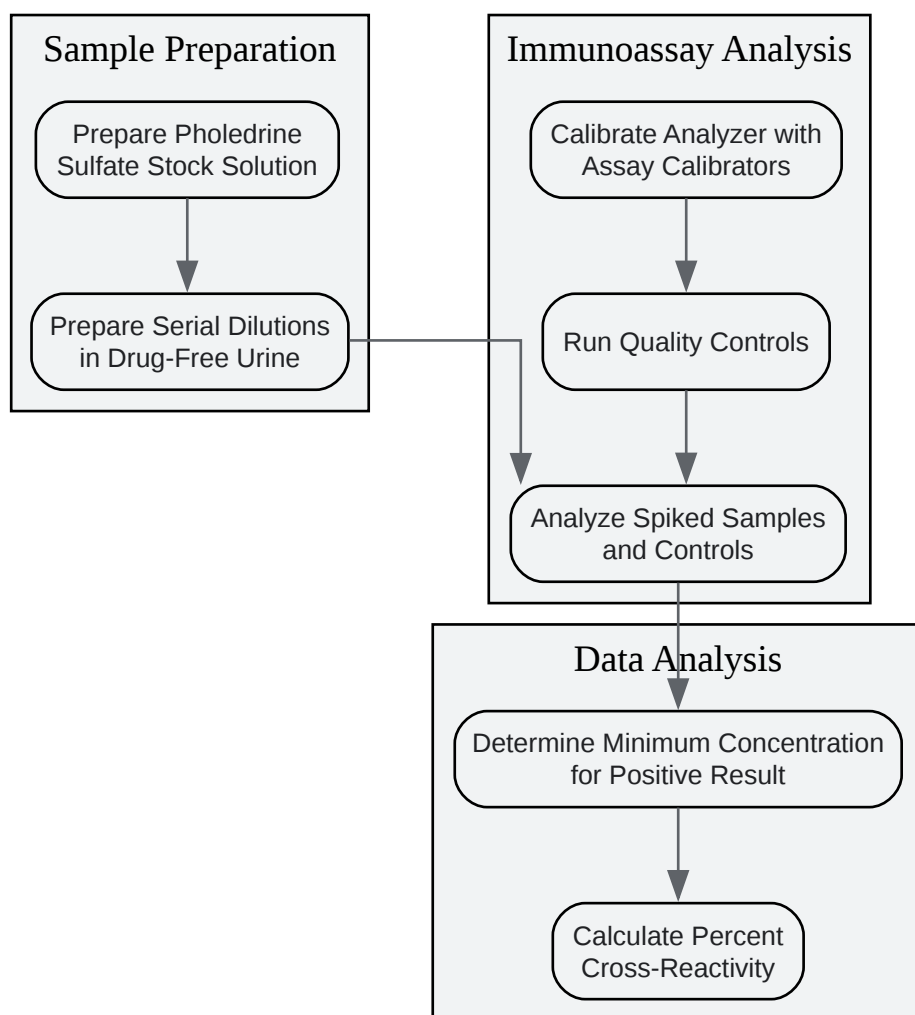 Sample Preparation
Prepare Pholedrine
Sulfate Stock Solution
Prepare Serial Dilutions
in Drug-Free Urine
Immunoassay Analysis
Calibrate Analyzer with
Assay Calibrators
Run Quality Controls
Analyze Spiked Samples
and Controls
Data Analysis
Determine Minimum Concentration
for Positive Result
Calculate Percent
Cross-Reactivity